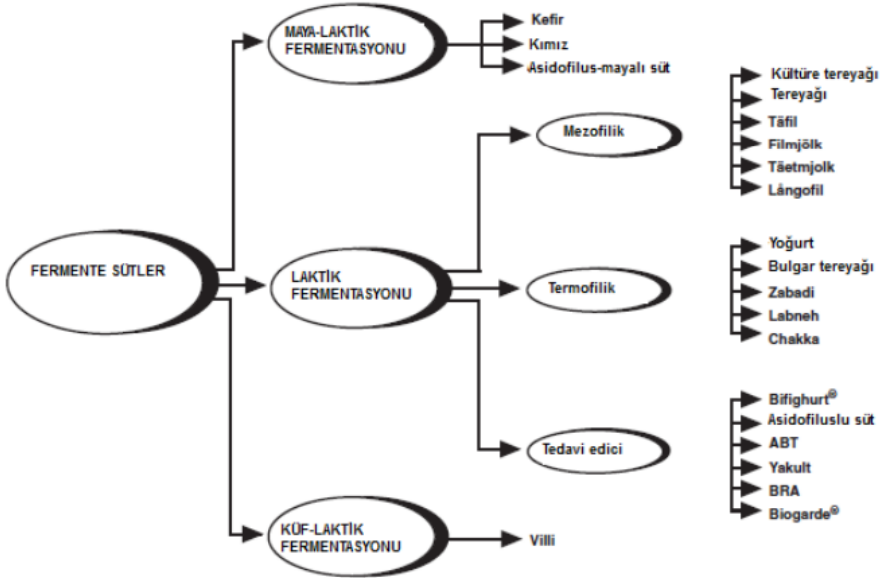 MAYA-LAKTİK
FERMENTASYONU
Kefir
Kımız
Asidofilus-mayalı süt
FERMENTE SÜTLER
LAKTİK
FERMENTASYONU
Mezofilik
Kültüre tereyağı
Tereyağı
Täfil
Filmjölk
Täetmjolk
Långofil
Termofilik
Yoğurt
Bulgar tereyağı
Zabadi
Labneh
Chakka
Tedavi edici
Bifighurt®
Asidofiluslu süt
ABT
Yakult
BRA
Biogarde®
KÜF-LAKTİK
FERMENTASYONU
Villi